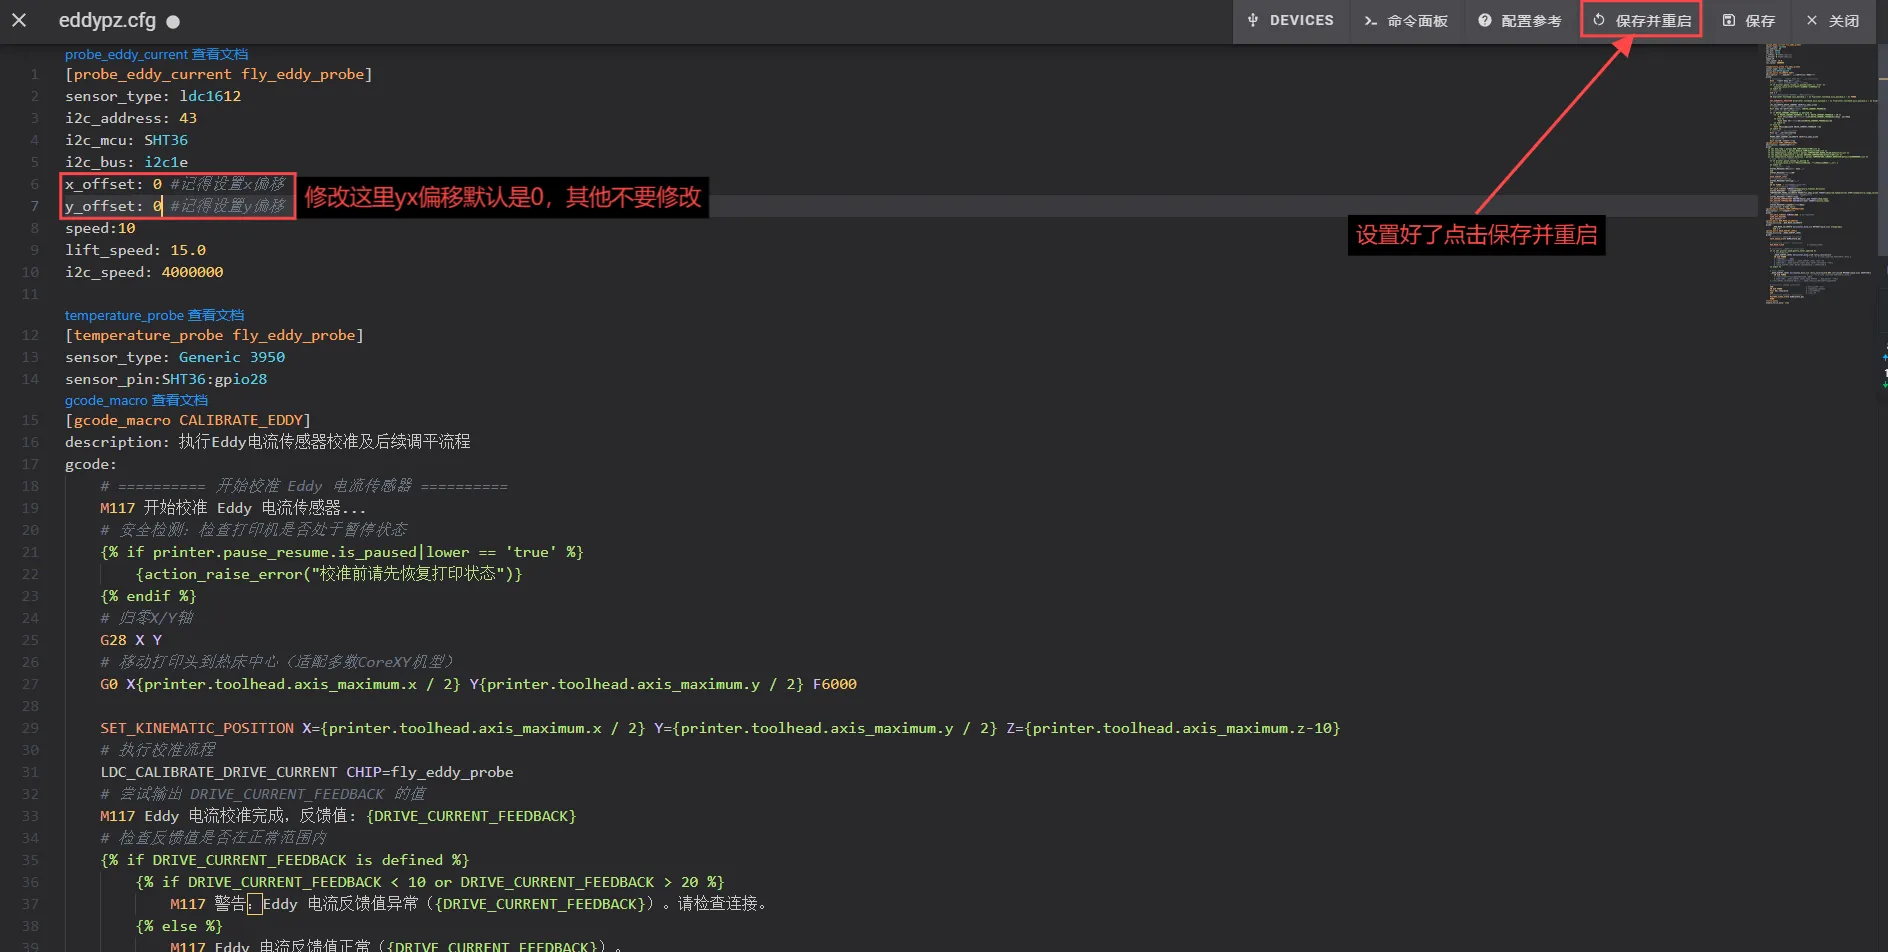 eddypz.cfg
DEVICES
命令面板
配置参考
保存并重启
保存
关闭
probe_eddy_current 查看文档
1 [probe_eddy_current fly_eddy_probe]
2 sensor_type: ldc1612
3 i2c_address: 43
4 i2c_mcu: SHT36
5 i2c_bus: i2c1e
6 x_offset: 0 #记得设置x偏移
7 y_offset: 0 #记得设置y偏移
修改这里yx偏移默认是0，其他不要修改
设置好了点击保存并重启
8 speed:10
9 lift_speed: 15.0
10 i2c_speed: 4000000
11
temperature_probe 查看文档
12 [temperature_probe fly_eddy_probe]
13 sensor_type: Generic 3950
14 sensor_pin:SHT36:gpio28
gcode_macro 查看文档
15 [gcode_macro CALIBRATE_EDDY]
16 description: 执行Eddy电流传感器校准及后续调平流程
17 gcode:
18 # ========== 开始校准 Eddy 电流传感器 ==========
19 M117 开始校准 Eddy 电流传感器...
20 # 安全检测：检查打印机是否处于暂停状态
21 {% if printer.pause_resume.is_paused|lower == 'true' %}
22 {action_raise_error("校准前请先恢复打印状态")}
23 {% endif %}
24 # 归零X/Y轴
25 G28 X Y
26 # 移动打印头到热床中心（适配多数CoreXY机型）
27 G0 X{printer.toolhead.axis_maximum.x / 2} Y{printer.toolhead.axis_maximum.y / 2} F6000
28
29 SET_KINEMATIC_POSITION X={printer.toolhead.axis_maximum.x / 2} Y={printer.toolhead.axis_maximum.y / 2} Z={printer.toolhead.axis_maximum.z-10}
30 # 执行校准流程
31 LDC_CALIBRATE_DRIVE_CURRENT CHIP=fly_eddy_probe
32 # 尝试输出 DRIVE_CURRENT_FEEDBACK 的值
33 M117 Eddy 电流校准完成，反馈值: {DRIVE_CURRENT_FEEDBACK}
34 # 检查反馈值是否在正常范围内
35 {% if DRIVE_CURRENT_FEEDBACK is defined %}
36 {% if DRIVE_CURRENT_FEEDBACK < 10 or DRIVE_CURRENT_FEEDBACK > 20 %}
37 M117 警告：Eddy 电流反馈值异常（{DRIVE_CURRENT_FEEDBACK}）。请检查连接。
38 {% else %}
39 M117 Eddy 电流反馈值正常（{DRIVE_CURRENT_FEEDBACK}）。